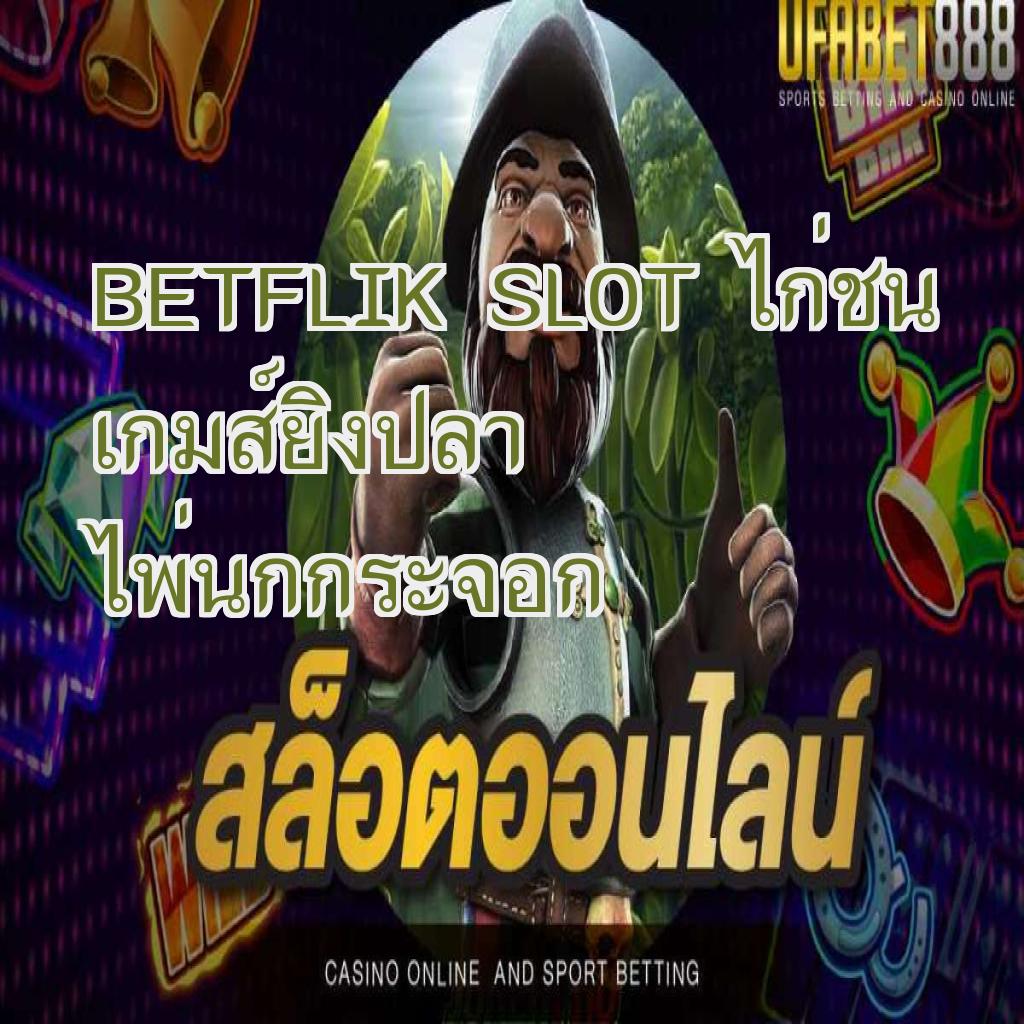 UFABET888
SPORTS BETTING AND CASINO ONLINE
BAR
BETFLIK SLOT ไก่ชน
เกมส์ยิงปลา
ไพ่นกกระจอก
สล็อตออนไลน์
WIN
CASINO ONLINE AND SPORT BETTING